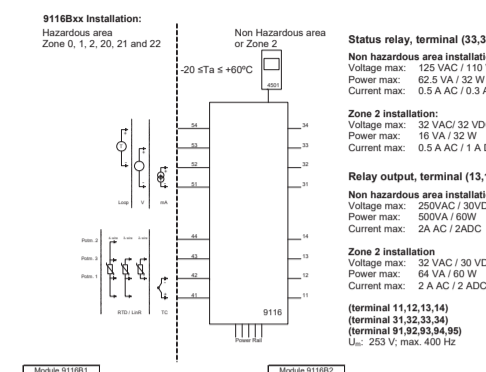 9116Bxx Installation:
Hazardous area
Zone 0, 1, 2, 20, 21 and 22
Non Hazardous area
or Zone 2
-20 ≤Ta ≤ +60ºC
4501
54
53
52
51
44
43
42
41
34
33
32
31
14
13
12
11
Loop V mA
Potm. 2
Potm. 3
Potm. 1
RTD / LinR TC
9116
Power Rail
Module 9116B1
Module 9116B2
Status relay, terminal (33,3
Non hazardous area installati
Voltage max: 125 VAC / 110
Power max: 62.5 VA / 32 W
Current max: 0.5 A AC / 0.3 A
Zone 2 installation:
Voltage max: 32 VAC/ 32 VD
Power max: 16 VA / 32 W
Current max: 0.5 A AC / 1 A D
Relay output, terminal (13,1
Non hazardous area installati
Voltage max: 250VAC / 30VD
Power max: 500VA / 60W
Current max: 2A AC / 2ADC
Zone 2 installation
Voltage max: 32 VAC / 30 VD
Power max: 64 VA / 60 W
Current max: 2 A AC / 2 ADC
(terminal 11,12,13,14)
(terminal 31,32,33,34)
(terminal 91,92,93,94,95)
Um: 253 V; max. 400 Hz